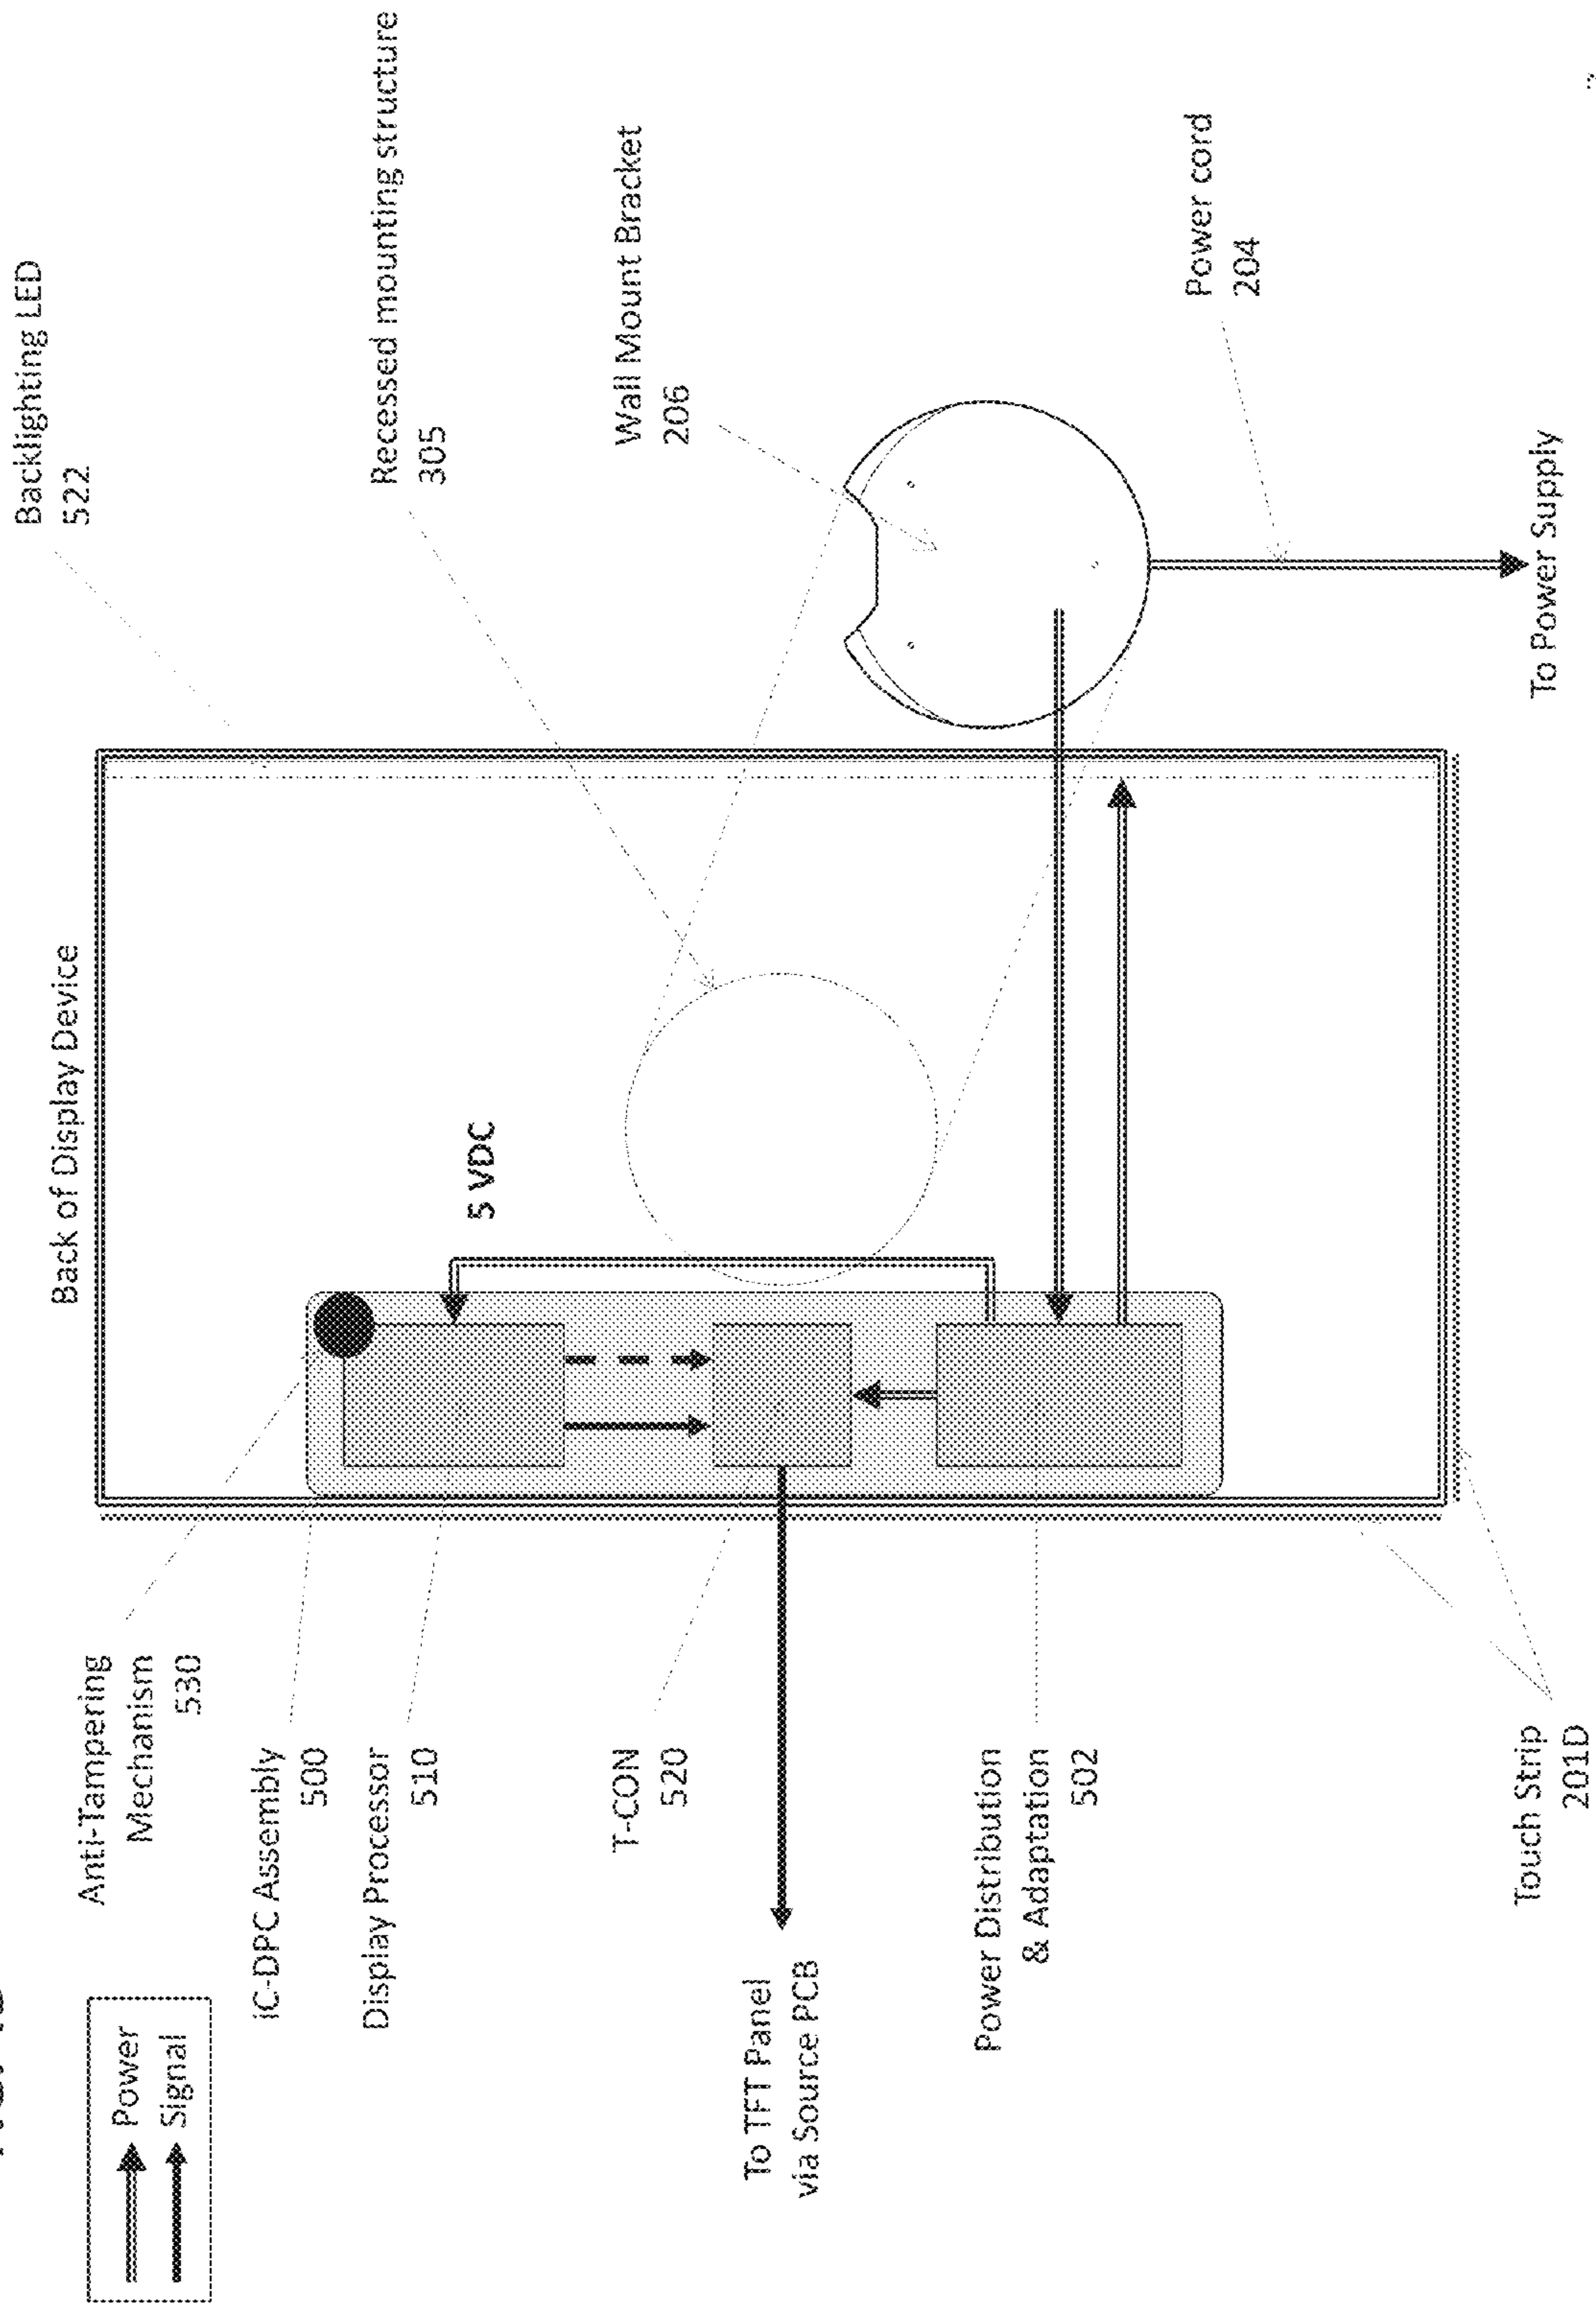 Power
Signal
Anti-Tampering
Mechanism
530
iC-DPC Assembly
500
Display Processor
510
T-CON
520
To TFT Panel
via Source PCB
Power Distribution
& Adaptation
502
Touch Strip
201D
Back of Display Device
5 VDC
Backlighting LED
522
Recessed mounting structure
305
Wall Mount Bracket
206
Power cord
204
To Power Supply